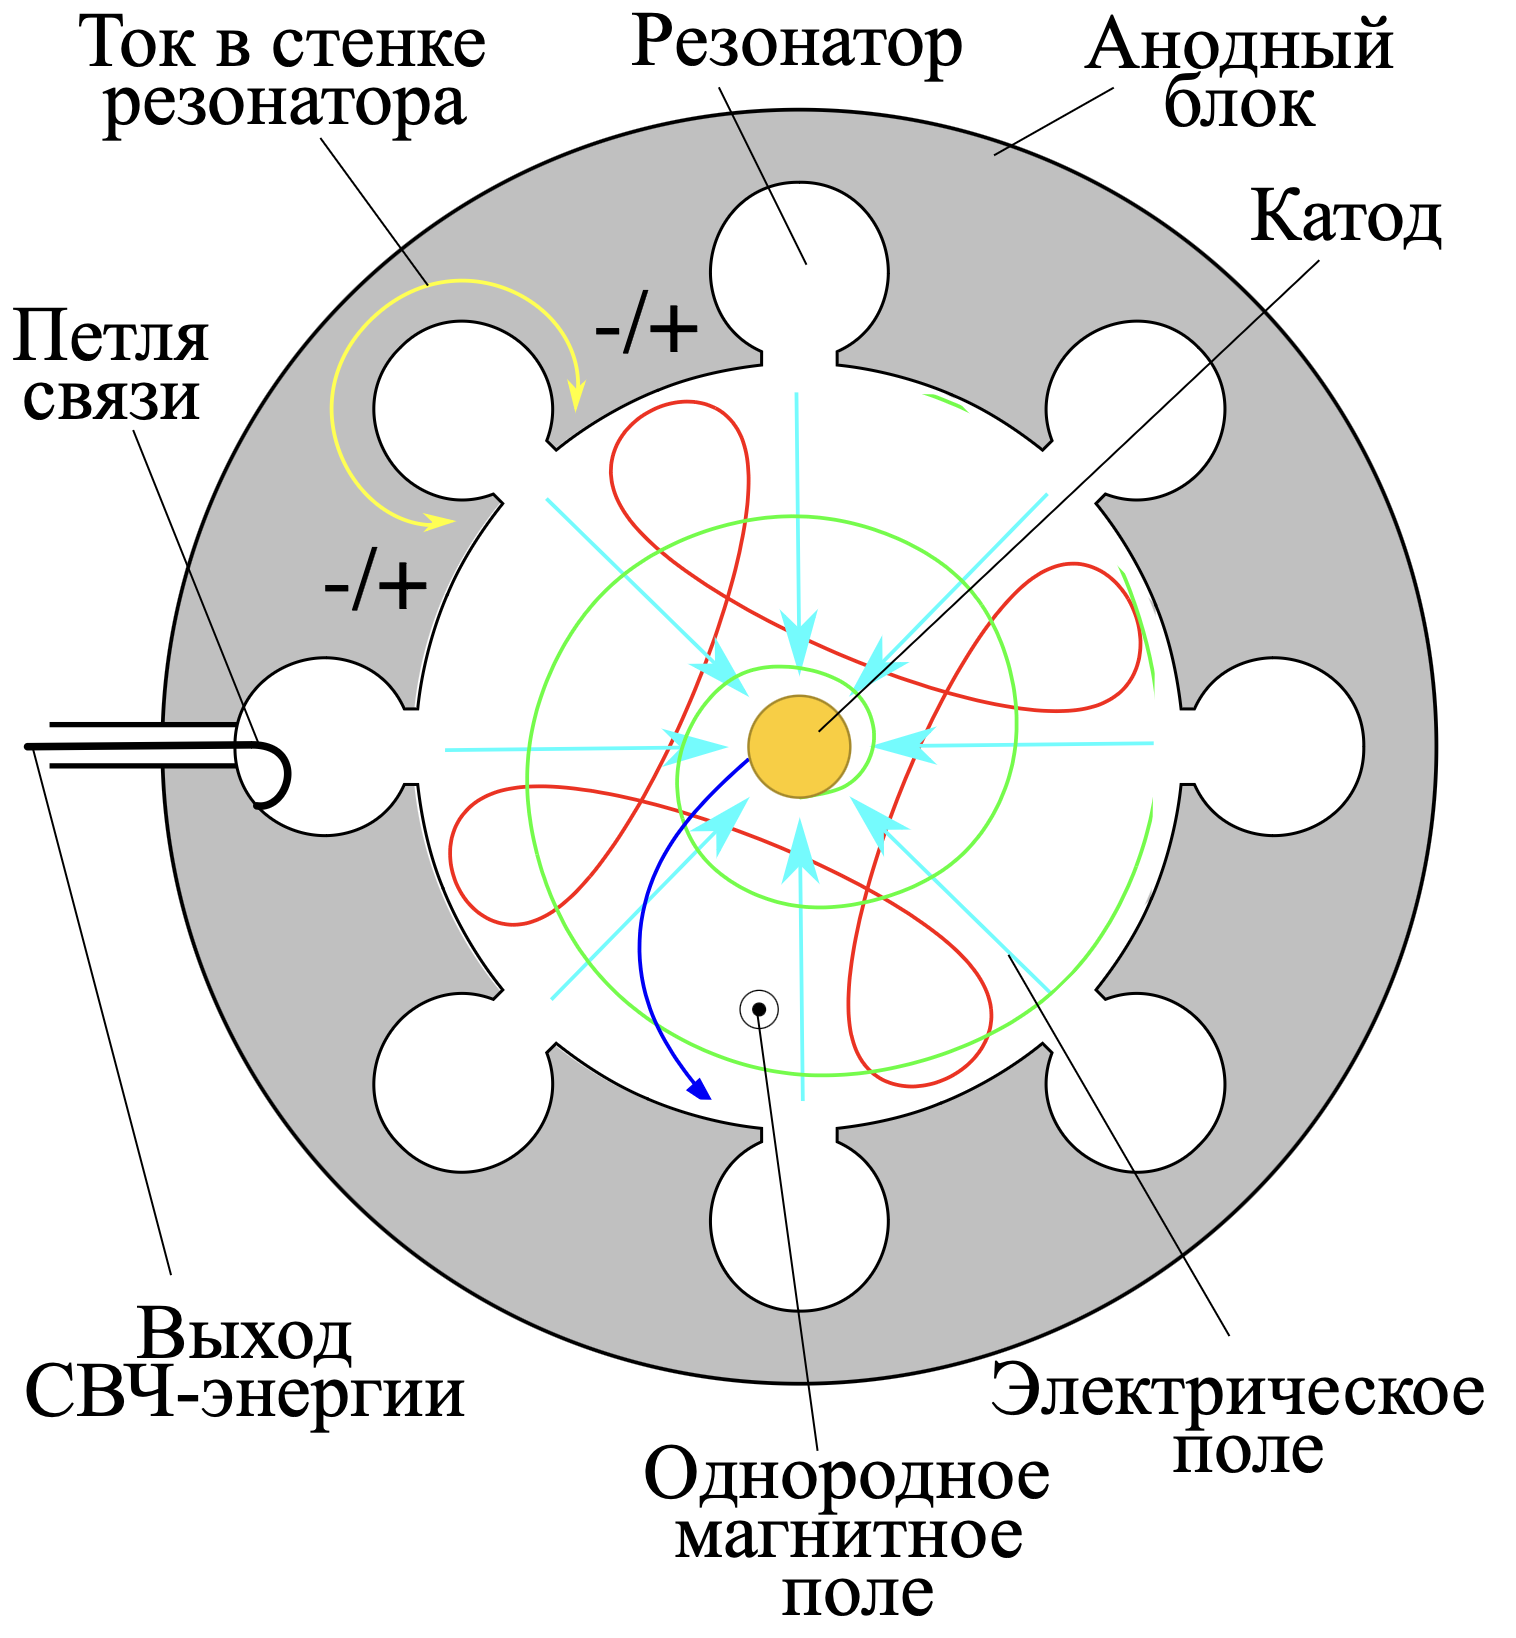 Ток в стенке
резонатора
Резонатор
Анодный
блок
Катод
Петля
связи
-/+
-/+
Выход
СВЧ-энергии
Электрическое
поле
Однородное
магнитное
поле